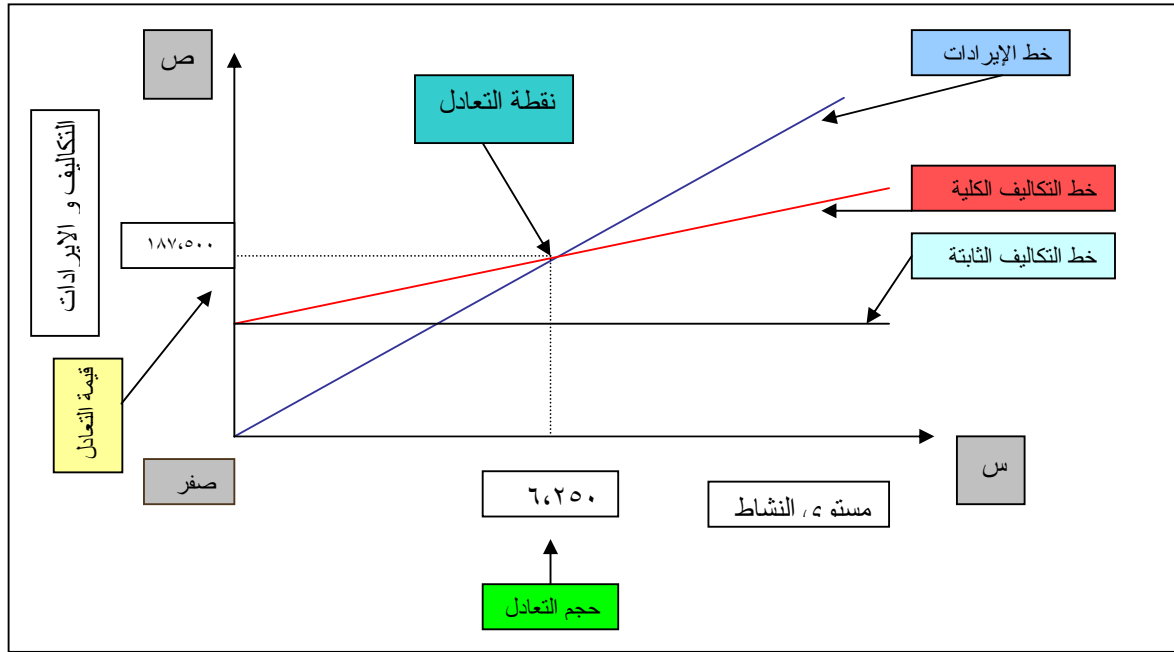 ص
خط الإيرادات
نقطة التعادل
التكاليف و الايرادات
خط التكاليف الكلية
١٨٧،٥٠٠
خط التكاليف الثابتة
قيمة التعادل
صفر
س
٦،٢٥٠
مستوى النشاط
حجم التعادل